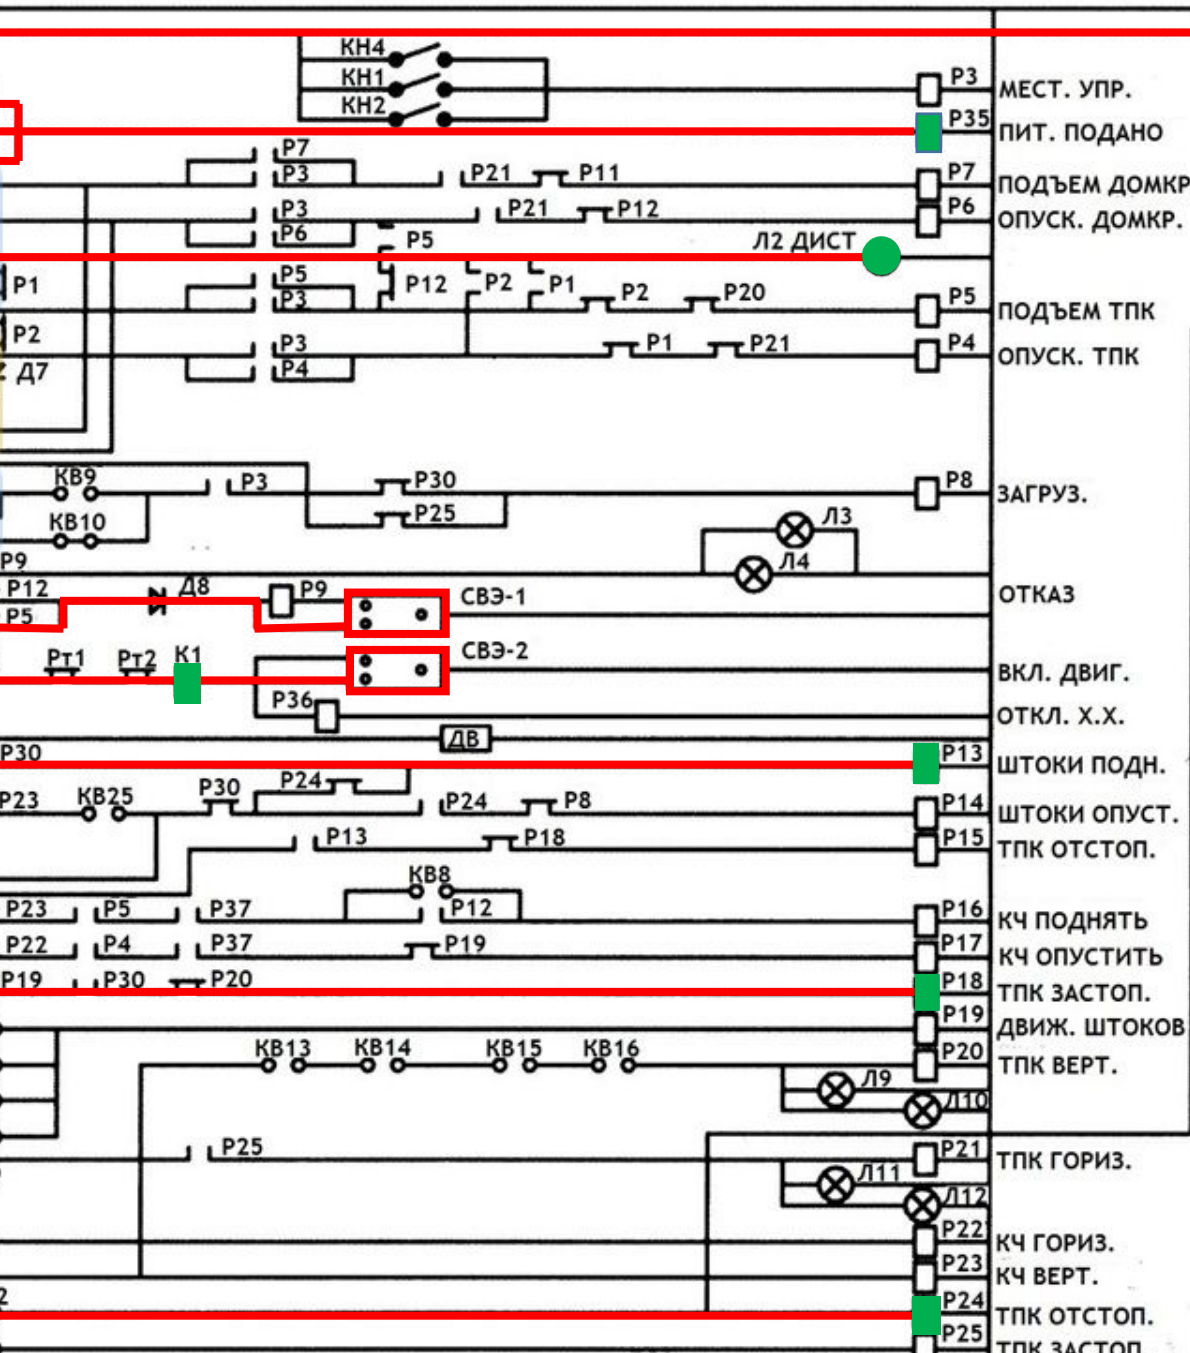 КН4
КН1
КН2
Р3 МЕСТ. УПР.
Р35 ПИТ. ПОДАНО
Р7
Р3 Р21 Р11 Р7 ПОДЪЕМ ДОМКР
Р3 Р21 Р12 Р6 ОПУСК. ДОМКР.
Р6 Р5 Л2 ДИСТ
Р1 Р5 Р12 Р2 Р1 Р2 Р20
Р3 Р5 ПОДЪЕМ ТПК
Р2 Р3 Р1 Р21 Р4 ОПУСК. ТПК
Д7 Р4
КВ9 Р3 Р30 Р8 ЗАГРУЗ.
КВ10 Р25 Л3
Р9 Л4
Р12 Д8 Р9 СВЭ-1 ОТКАЗ
Р5
Рт1 Рт2 К1 СВЭ-2 ВКЛ. ДВИГ.
Р36 ОТКЛ. Х.Х.
ДВ
Р30 Р13 ШТОКИ ПОДН.
Р24
Р23 КВ25 Р30 Р24 Р8 Р14 ШТОКИ ОПУСТ.
Р13 Р18 Р15 ТПК ОТСТОП.
КВ8
Р23 Р5 Р37 Р12 Р16 КЧ ПОДНЯТЬ
Р22 Р4 Р37 Р19 Р17 КЧ ОПУСТИТЬ
Р19 Р30 Р20 Р18 ТПК ЗАСТОП.
Р19 ДВИЖ. ШТОКОВ
КВ13 КВ14 КВ15 КВ16 Р20 ТПК ВЕРТ.
Л9
Л10
Р25 Р21 ТПК ГОРИЗ.
Л11
Л12
Р22 КЧ ГОРИЗ.
Р23 КЧ ВЕРТ.
2 Р24 ТПК ОТСТОП.
Р25 ТПК ЗАСТОП